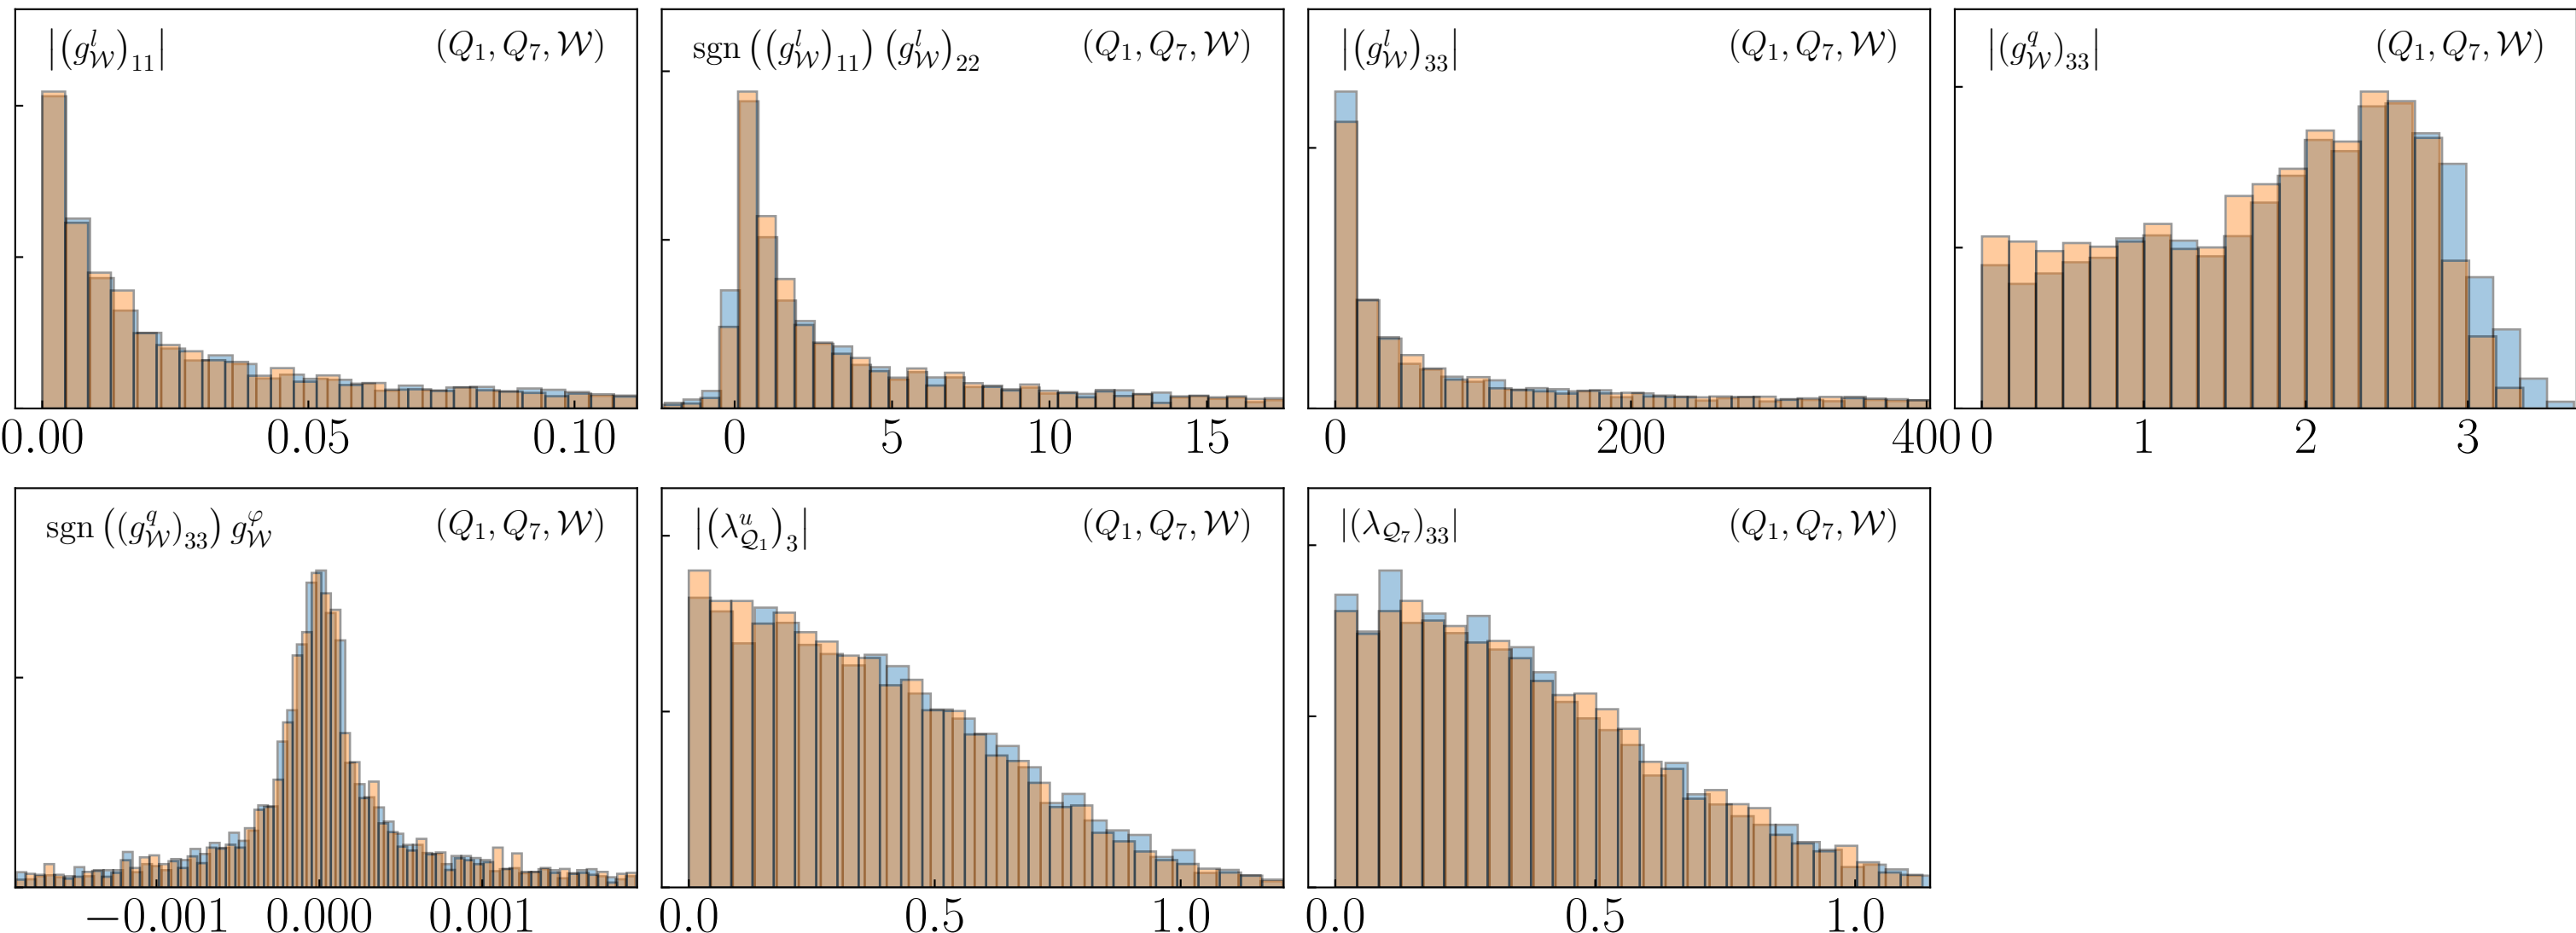 |(g^l_𝒲)_11| (Q_1, Q_7, 𝒲)
0.00 0.05 0.10
sgn ((g^l_𝒲)_11) (g^l_𝒲)_22 (Q_1, Q_7, 𝒲)
0 5 10 15
|(g^l_𝒲)_33| (Q_1, Q_7, 𝒲)
0 200 400
|(g^q_𝒲)_33| (Q_1, Q_7, 𝒲)
0 1 2 3
sgn ((g^q_𝒲)_33) g^φ_𝒲 (Q_1, Q_7, 𝒲)
−0.001 0.000 0.001
|(λ^u_𝒬_1)_3| (Q_1, Q_7, 𝒲)
0.0 0.5 1.0
|(λ_𝒬_7)_33| (Q_1, Q_7, 𝒲)
0.0 0.5 1.0